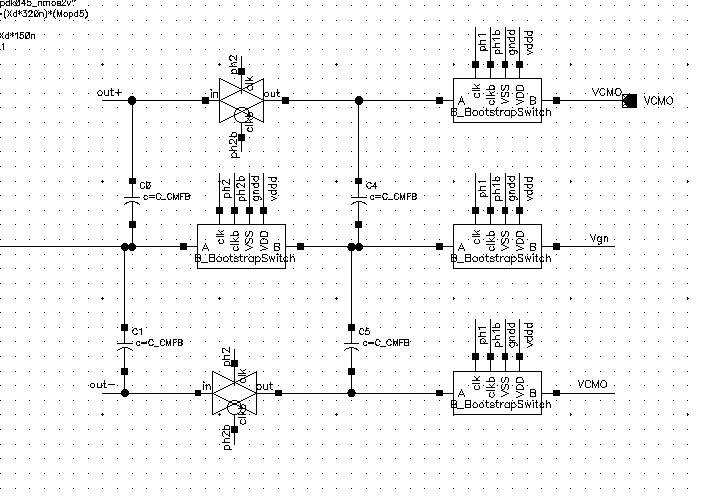 pdk045_nmos2v"
-(Xd*320n)*(Mopd5)
Xd*150n
.1
ph2
ph1
ph1b
gndd
vddd
out+
in
clk
out
clkb
A
clk
clkb
VSS
VDD
B
VCMO
VCMO
B_BootstrapSwitch
ph2b
C0
c=C_CMFB
ph2
ph2b
gndd
vddd
C4
c=C_CMFB
ph1
ph1b
gndd
vddd
A
clk
clkb
VSS
VDD
B
B_BootstrapSwitch
A
clk
clkb
VSS
VDD
B
Vgn
B_BootstrapSwitch
C1
c=C_CMFB
C5
c=C_CMFB
ph2
ph1
ph1b
gndd
vddd
out-
in
clk
out
clkb
A
clk
clkb
VSS
VDD
B
VCMO
B_BootstrapSwitch
ph2b